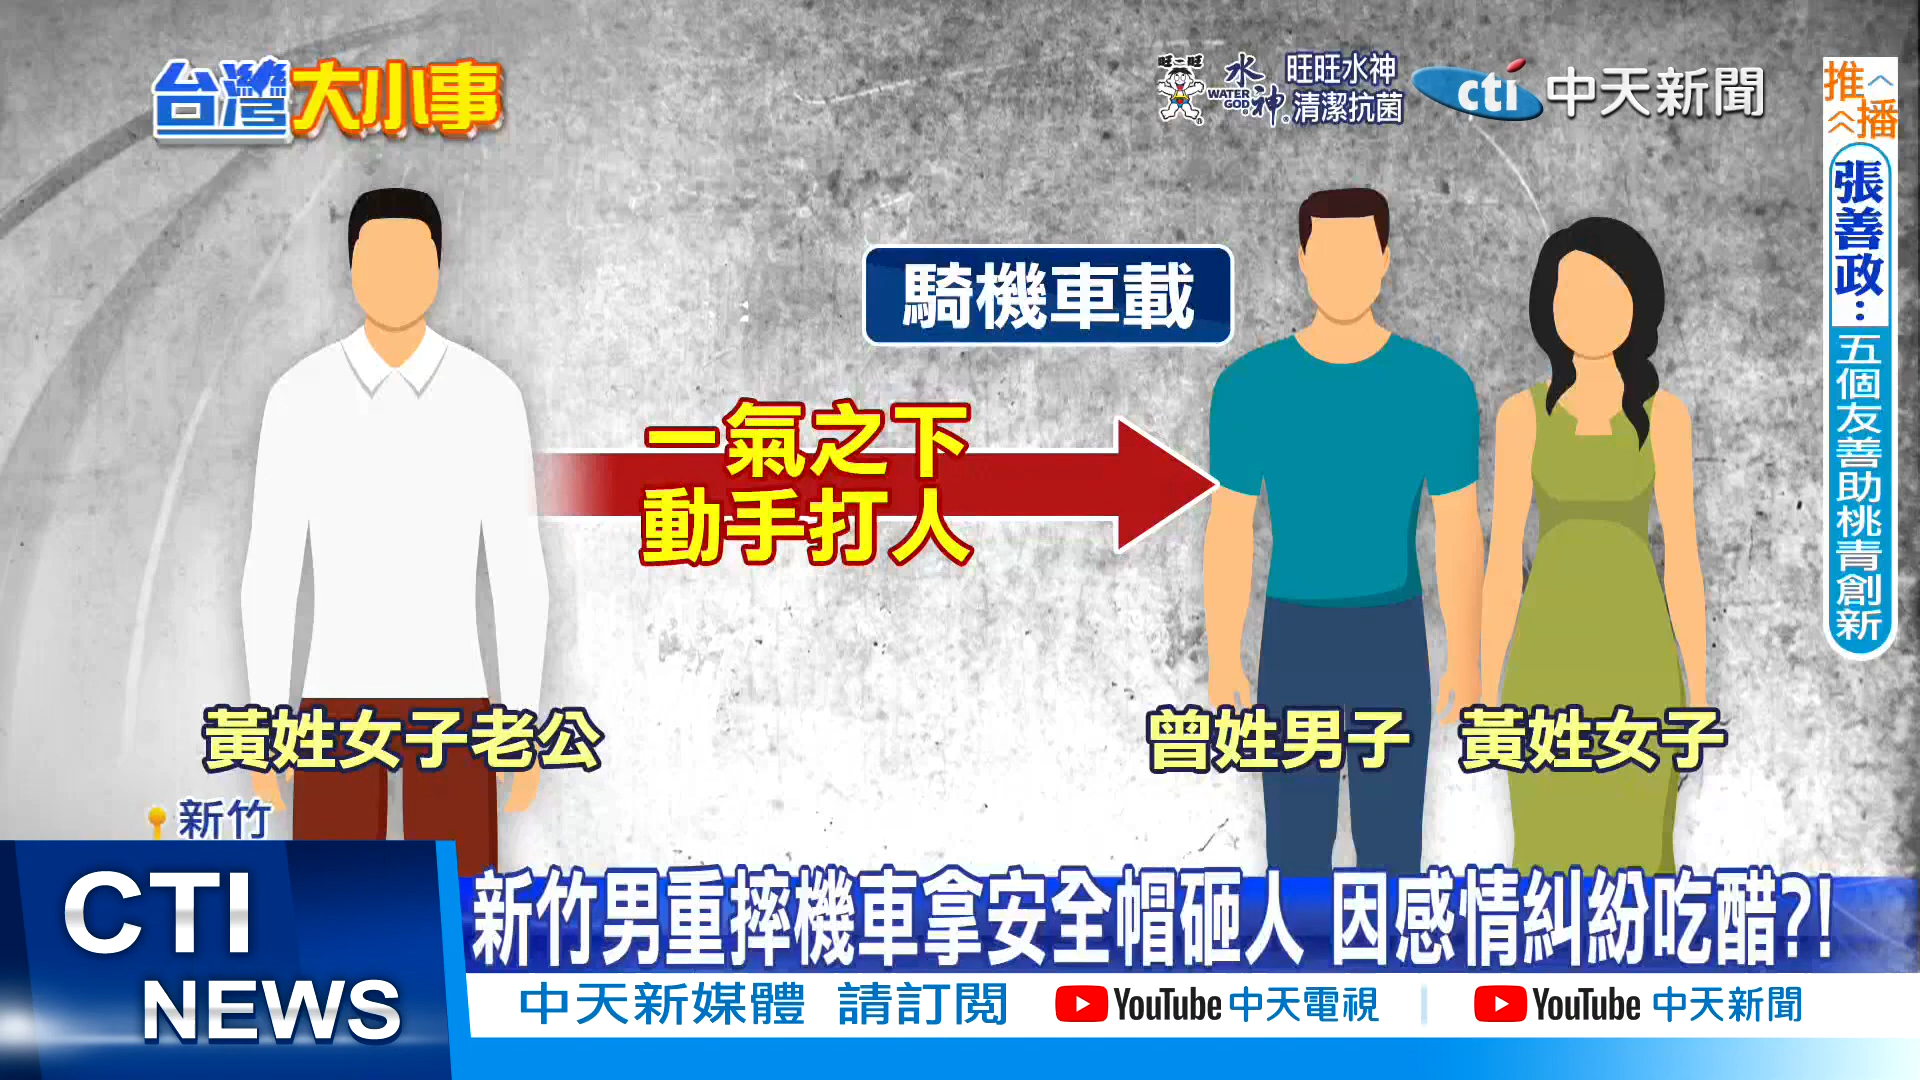 台灣大小事
旺旺
WATER GOD
水神
旺旺水神
清潔抗菌
cti 中天新聞
推播
張善政：五個友善助桃青創新
騎機車載
一氣之下
動手打人
黃姓女子老公
曾姓男子
黃姓女子
新竹
CTI NEWS
新竹男重摔機車拿安全帽砸人 因感情糾紛吃醋?!
中天新媒體 請訂閱 YouTube 中天電視 | YouTube 中天新聞